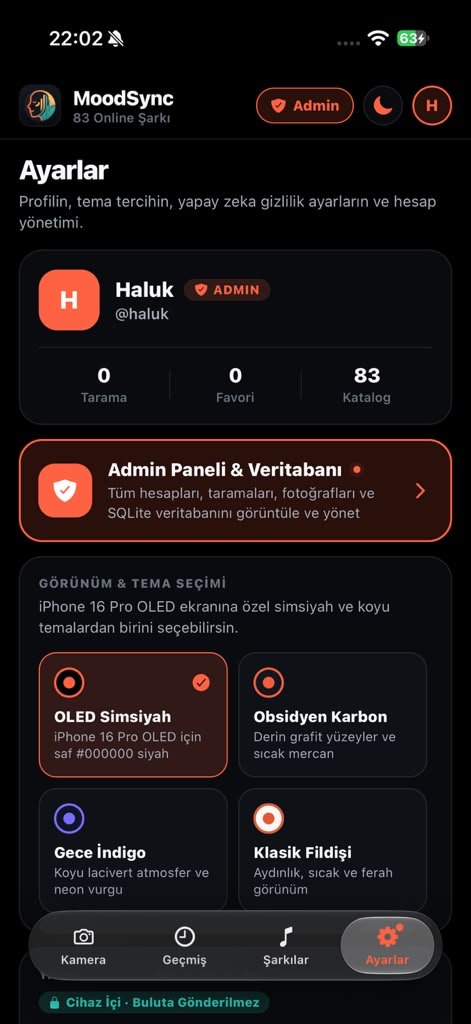 22:02
63
MoodSync
83 Online Şarkı
Admin
H
Ayarlar
Profilin, tema tercihin, yapay zeka gizlilik ayarların ve hesap
yönetimi.
H
Haluk
ADMIN
@haluk
0
0
83
Tarama
Favori
Katalog
Admin Paneli & Veritabanı
Tüm hesapları, taramaları, fotoğrafları ve
SQLite veritabanını görüntüle ve yönet
GÖRÜNÜM & TEMA SEÇİMİ
iPhone 16 Pro OLED ekranına özel simsiyah ve koyu
temalardan birini seçebilirsin.
OLED Simsiyah
iPhone 16 Pro OLED için
saf #000000 siyah
Obsidyen Karbon
Derin grafit yüzeyler ve
sıcak mercan
Gece İndigo
Koyu lacivert atmosfer ve
neon vurgu
Klasik Fildişi
Aydınlık, sıcak ve ferah
görünüm
Kamera
Geçmiş
Şarkılar
Ayarlar
Cihaz İçi · Buluta Gönderilmez